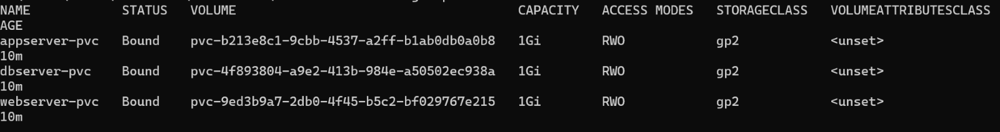 NAME STATUS VOLUME CAPACITY ACCESS MODES STORAGECLASS VOLUMEATTRIBUTESCLASS
AGE
appserver-pvc Bound pvc-b213e8c1-9cbb-4537-a2ff-b1ab0db0a0b8 1Gi RWO gp2 <unset>
10m
dbserver-pvc Bound pvc-4f893804-a9e2-413b-984e-a50502ec938a 1Gi RWO gp2 <unset>
10m
webserver-pvc Bound pvc-9ed3b9a7-2db0-4f45-b5c2-bf029767e215 1Gi RWO gp2 <unset>
10m